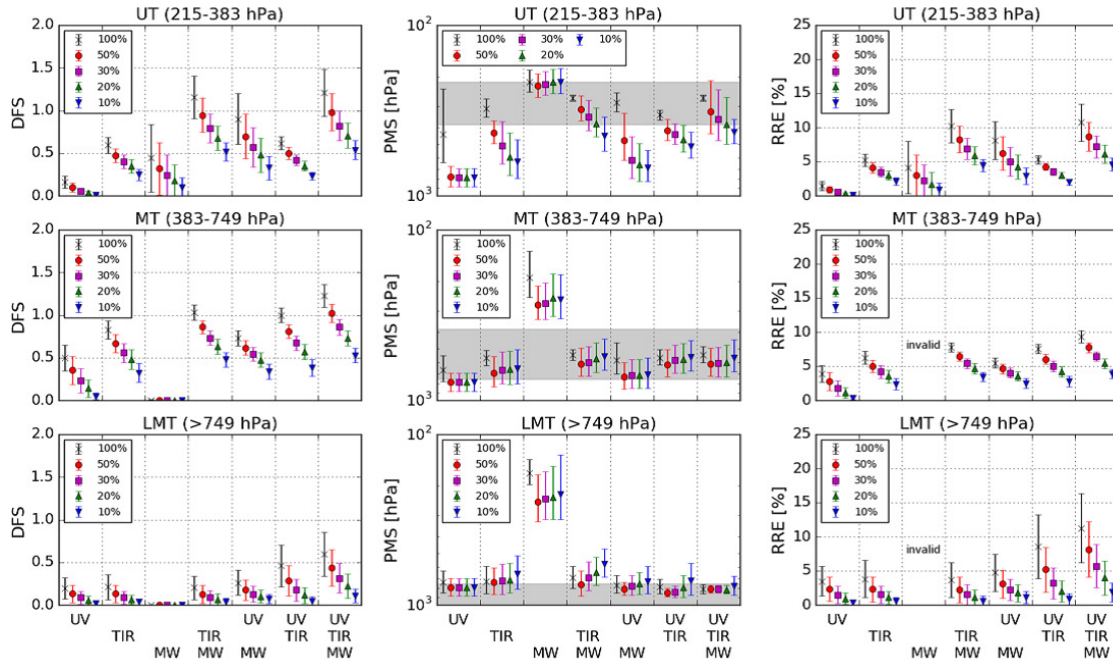 UT (215-383 hPa)
DFS
2.0
1.5
1.0
0.5
0.0
100%
50%
30%
20%
10%
UT (215-383 hPa)
PMS [hPa]
10²
10³
100%
50%
30%
20%
10%
UT (215-383 hPa)
RRE [%]
25
20
15
10
5
0
100%
50%
30%
20%
10%
MT (383-749 hPa)
DFS
2.0
1.5
1.0
0.5
0.0
100%
50%
30%
20%
10%
MT (383-749 hPa)
PMS [hPa]
10²
10³
100%
50%
30%
20%
10%
MT (383-749 hPa)
RRE [%]
25
20
15
10
5
0
100%
50%
30%
20%
10%
invalid
LMT (>749 hPa)
DFS
2.0
1.5
1.0
0.5
0.0
100%
50%
30%
20%
10%
UV
TIR
MW
TIR
MW
UV
MW
UV
TIR
UV
TIR
MW
LMT (>749 hPa)
PMS [hPa]
10²
10³
100%
50%
30%
20%
10%
UV
TIR
MW
TIR
MW
UV
MW
UV
TIR
UV
TIR
MW
LMT (>749 hPa)
RRE [%]
25
20
15
10
5
0
100%
50%
30%
20%
10%
invalid
UV
TIR
MW
TIR
MW
UV
MW
UV
TIR
UV
TIR
MW